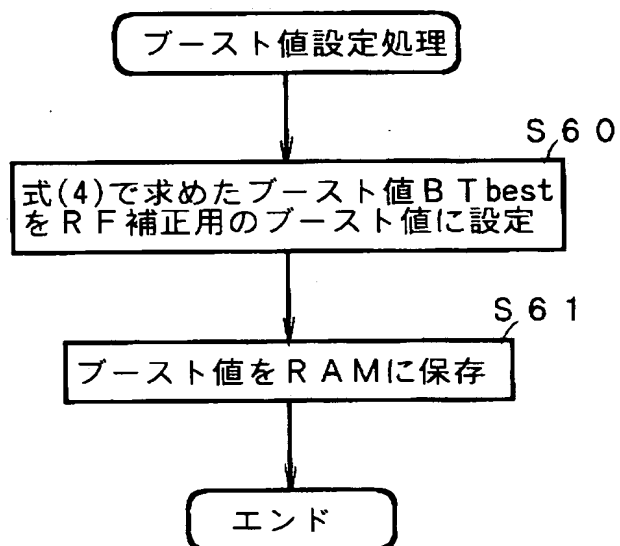 ブースト値設定処理
S60
式(4)で求めたブースト値BTbest
をRF補正用のブースト値に設定
S61
ブースト値をRAMに保存
エンド